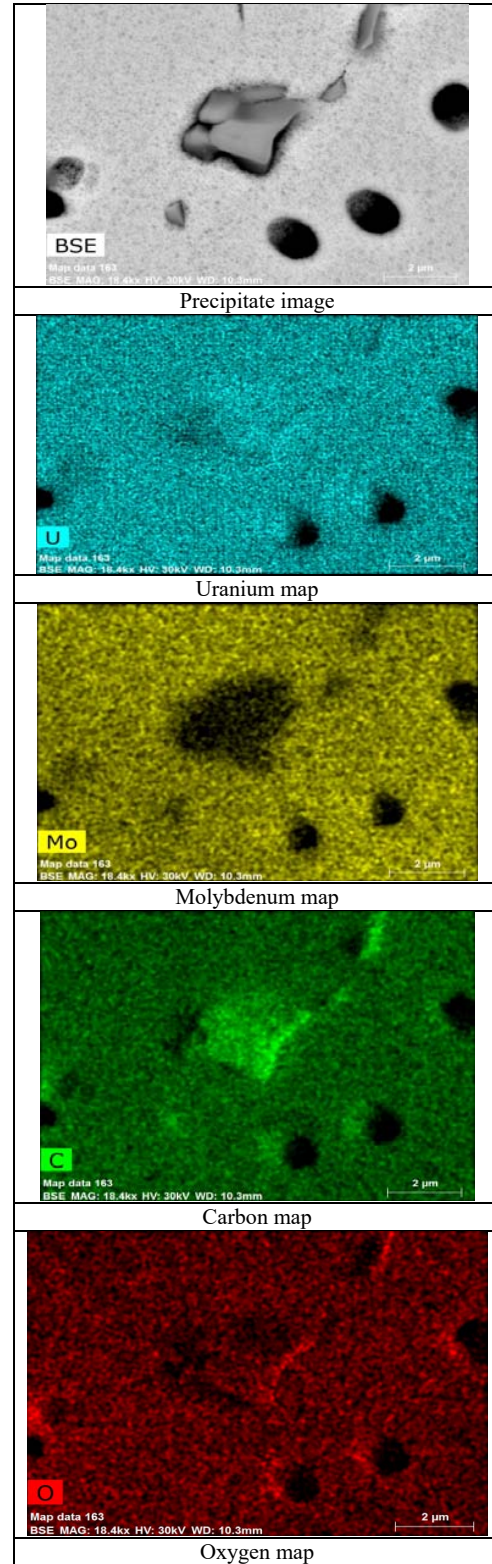 BSE
Map data 163
BSE MAG: 18.4kx HV: 30kV WD: 10.3mm
2 µm
Precipitate image
U
Map data 163
BSE MAG: 18.4kx HV: 30kV WD: 10.3mm
2 µm
Uranium map
Mo
Map data 163
BSE MAG: 18.4kx HV: 30kV WD: 10.3mm
2 µm
Molybdenum map
C
Map data 163
BSE MAG: 18.4kx HV: 30kV WD: 10.3mm
2 µm
Carbon map
O
Map data 163
BSE MAG: 18.4kx HV: 30kV WD: 10.3mm
2 µm
Oxygen map